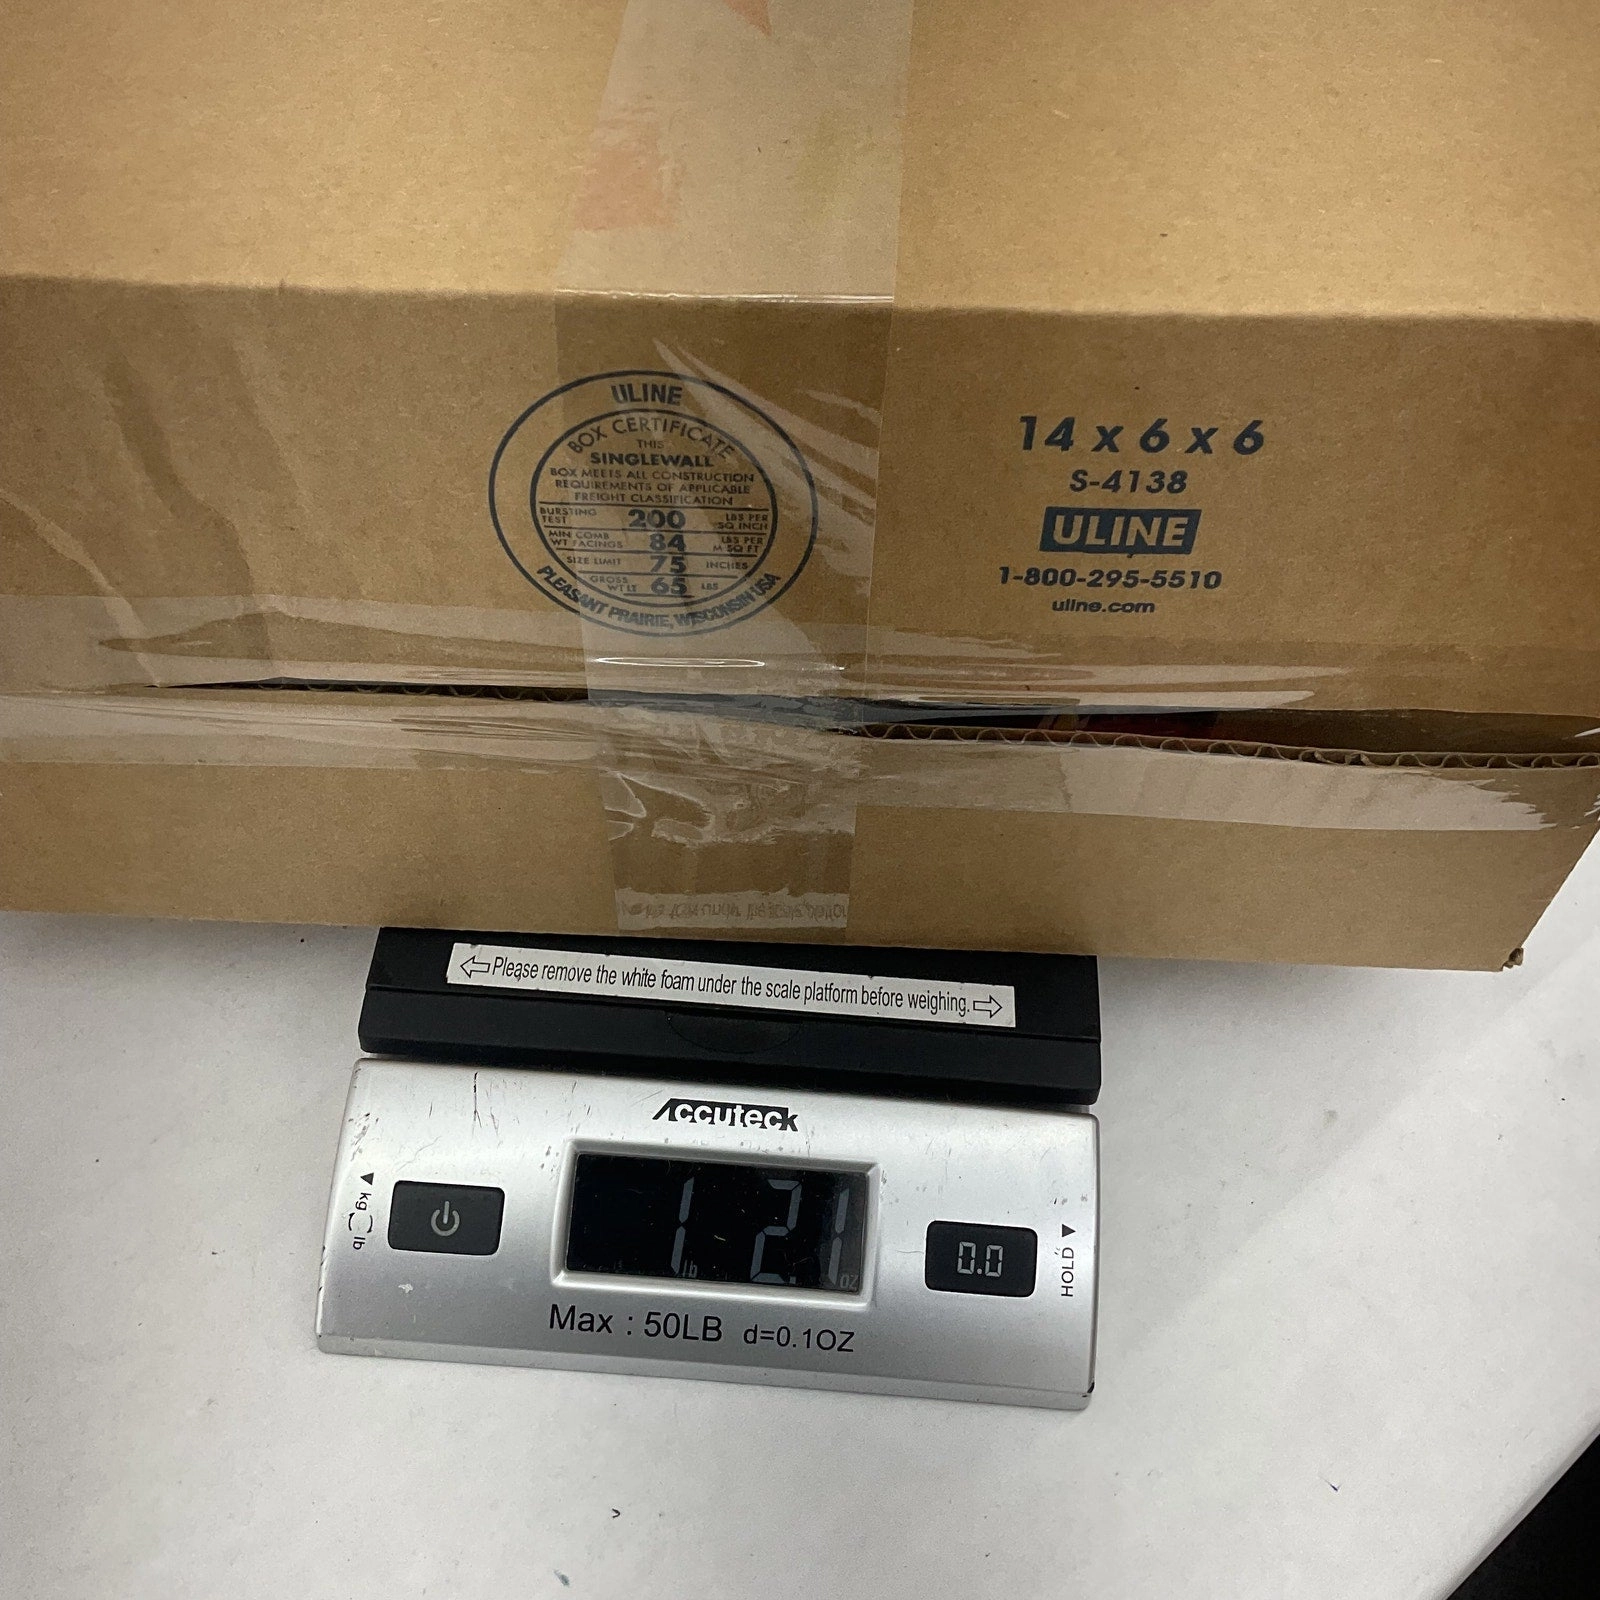 ULINE
BOX CERTIFICATE
THIS
SINGLEWALL
BOX MEETS ALL CONSTRUCTION
REQUIREMENTS OF APPLICABLE
FREIGHT CLASSIFICATION
BURSTING TEST 200 LBS PER SQ INCH
MIN COMB WT FACINGS 84 LBS PER M SQ FT
SIZE LIMIT 75 INCHES
GROSS WT LT 65 LBS
PLEASANT PRAIRIE, WISCONSIN USA
14 x 6 x 6
S-4138
ULINE
1-800-295-5510
uline.com
Please remove the white foam under the scale platform before weighing.
Accuteck
kg lb
1 lb 2.1 oz
0.0
HOLD
Max : 50LB d=0.1OZ